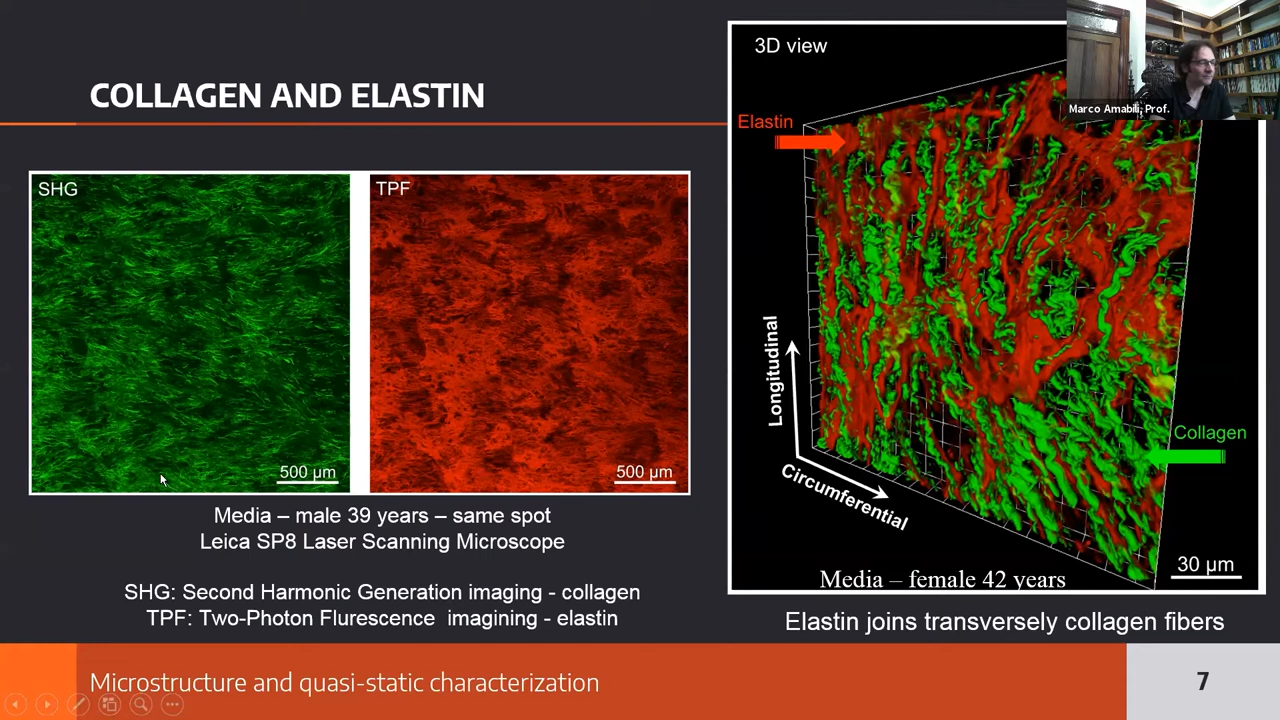 COLLAGEN AND ELASTIN
SHG
500 µm
TPF
500 µm
Media – male 39 years – same spot
Leica SP8 Laser Scanning Microscope
SHG: Second Harmonic Generation imaging - collagen
TPF: Two-Photon Flurescence imagining - elastin
3D view
Marco Amabili, Prof.
Elastin
Longitudinal
Circumferential
Collagen
30 µm
Media – female 42 years
Elastin joins transversely collagen fibers
Microstructure and quasi-static characterization
7